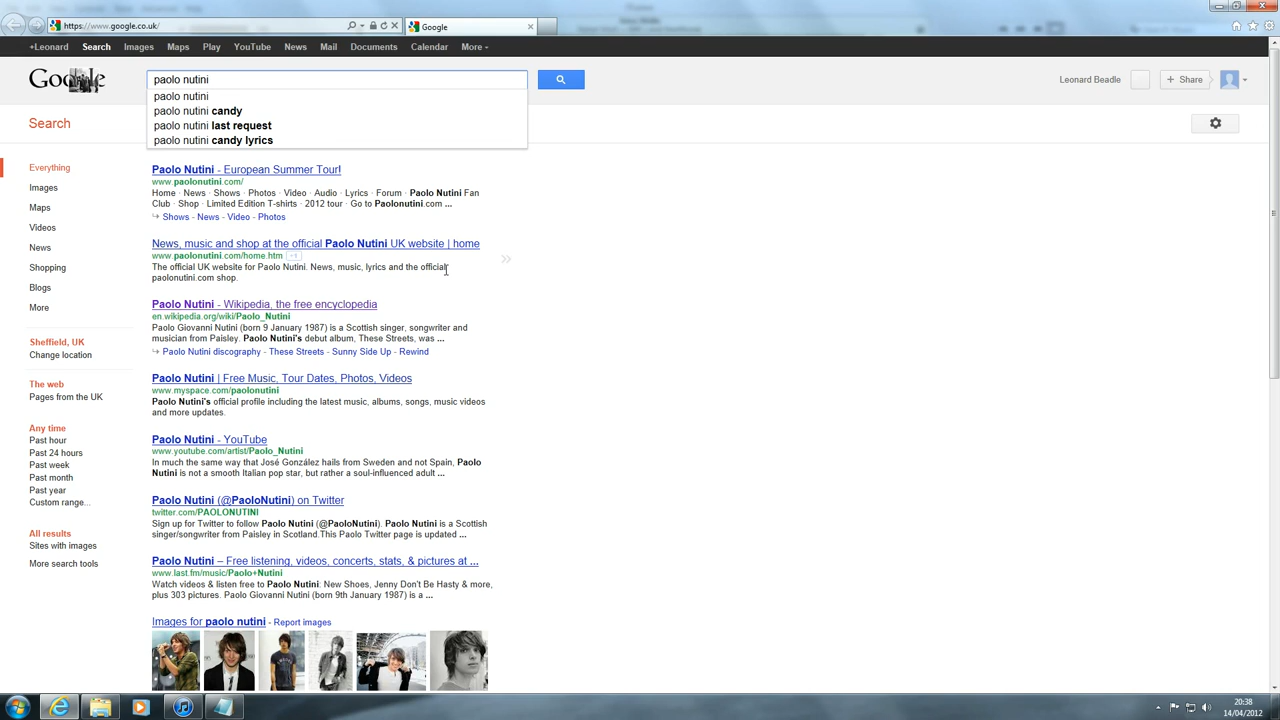 https://www.google.co.uk/
Google
+Leonard Search Images Maps Play YouTube News Mail Documents Calendar More
Google
paolo nutini
Leonard Beadle
+ Share
paolo nutini
paolo nutini candy
paolo nutini last request
paolo nutini candy lyrics
Search
Everything
Images
Maps
Videos
News
Shopping
Blogs
More
Sheffield, UK
Change location
The web
Pages from the UK
Any time
Past hour
Past 24 hours
Past week
Past month
Past year
Custom range...
All results
Sites with images
More search tools
Paolo Nutini - European Summer Tour!
www.paolonutini.com/
Home · News · Shows · Photos · Video · Audio · Lyrics · Forum · Paolo Nutini Fan
Club · Shop · Limited Edition T-shirts · 2012 tour · Go to Paolonutini.com ...
Shows - News - Video - Photos
News, music and shop at the official Paolo Nutini UK website | home
www.paolonutini.com/home.htm +1
The official UK website for Paolo Nutini. News, music, lyrics and the official
paolonutini.com shop.
Paolo Nutini - Wikipedia, the free encyclopedia
en.wikipedia.org/wiki/Paolo_Nutini
Paolo Giovanni Nutini (born 9 January 1987) is a Scottish singer, songwriter and
musician from Paisley. Paolo Nutini's debut album, These Streets, was ...
Paolo Nutini discography - These Streets - Sunny Side Up - Rewind
Paolo Nutini | Free Music, Tour Dates, Photos, Videos
www.myspace.com/paolonutini
Paolo Nutini's official profile including the latest music, albums, songs, music videos
and more updates.
Paolo Nutini - YouTube
www.youtube.com/artist/Paolo_Nutini
In much the same way that José González hails from Sweden and not Spain, Paolo
Nutini is not a smooth Italian pop star, but rather a soul-influenced adult ...
Paolo Nutini (@PaoloNutini) on Twitter
twitter.com/PAOLONUTINI
Sign up for Twitter to follow Paolo Nutini (@PaoloNutini). Paolo Nutini is a Scottish
singer/songwriter from Paisley in Scotland.This Paolo Twitter page is updated ...
Paolo Nutini – Free listening, videos, concerts, stats, & pictures at ...
www.last.fm/music/Paolo+Nutini
Watch videos & listen free to Paolo Nutini: New Shoes, Jenny Don't Be Hasty & more,
plus 303 pictures. Paolo Giovanni Nutini (born 9th January 1987) is a ...
Images for paolo nutini - Report images
20:38
14/04/2012